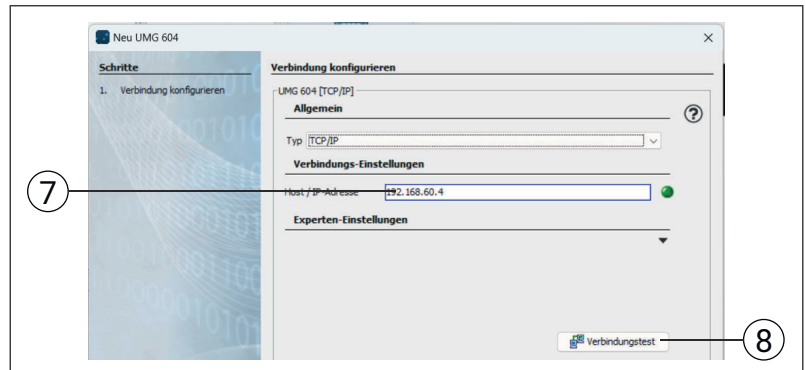 Neu UMG 604
Schritte
1. Verbindung konfigurieren
Verbindung konfigurieren
UMG 604 [TCP/IP]
Allgemein
?
Typ TCP/IP
Verbindungs-Einstellungen
7
Host / IP-Adresse 192.168.60.4
Experten-Einstellungen
Verbindungstest
8